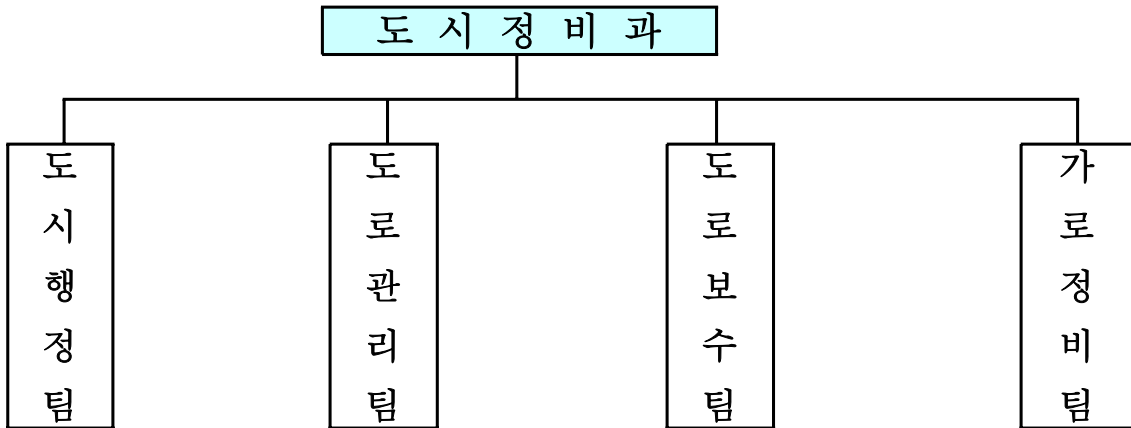 도 시 정 비 과
도시행정팀
도로관리팀
도로보수팀
가로정비팀